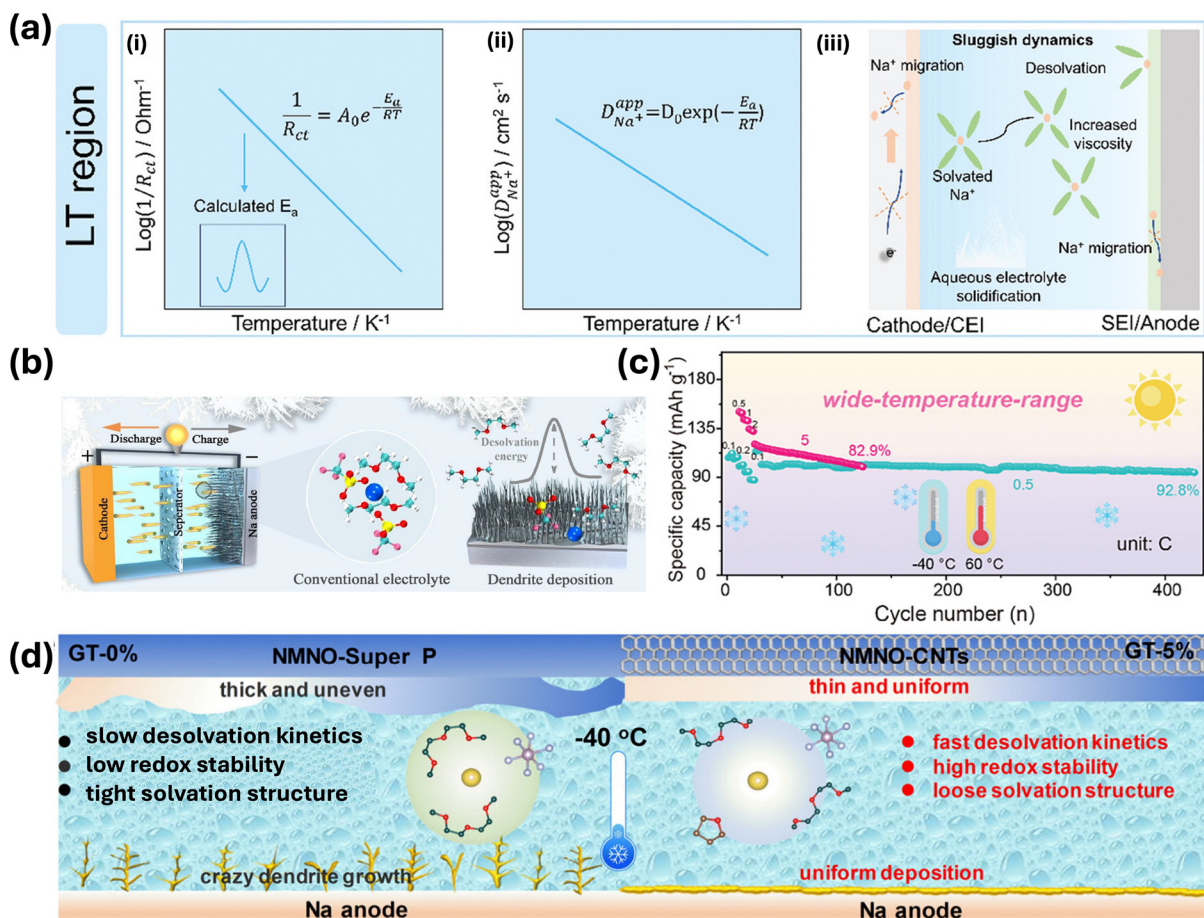 (a)
LT region
(i)
1/R_ct = A₀e^(-E_a/RT)
Log(1/R_ct) / Ohm⁻¹
Calculated E_a
Temperature / K⁻¹
(ii)
D_Na⁺^app=D₀exp(−E_a/RT)
Log(D_Na⁺^app) / cm² s⁻¹
Temperature / K⁻¹
(iii)
Sluggish dynamics
Na⁺ migration
Desolvation
Increased
viscosity
Solvated
Na⁺
Na⁺ migration
e⁻
Aqueous electrolyte
solidification
Cathode/CEI
SEI/Anode
(b)
Discharge
Charge
+
−
Cathode
Seperator
Na anode
Conventional electrolyte
Desolvation
energy
Dendrite deposition
(c)
Specific capacity (mAh g⁻¹)
180
135
90
45
0
wide-temperature-range
0.5
1
2
0.1
0.2
0.1
5
82.9%
0.5
92.8%
-40 °C
60 °C
unit: C
0
100
200
300
400
Cycle number (n)
(d)
GT-0%
NMNO-Super P
thick and uneven
slow desolvation kinetics
low redox stability
tight solvation structure
crazy dendrite growth
Na anode
-40 °C
NMNO-CNTs
GT-5%
thin and uniform
fast desolvation kinetics
high redox stability
loose solvation structure
uniform deposition
Na anode